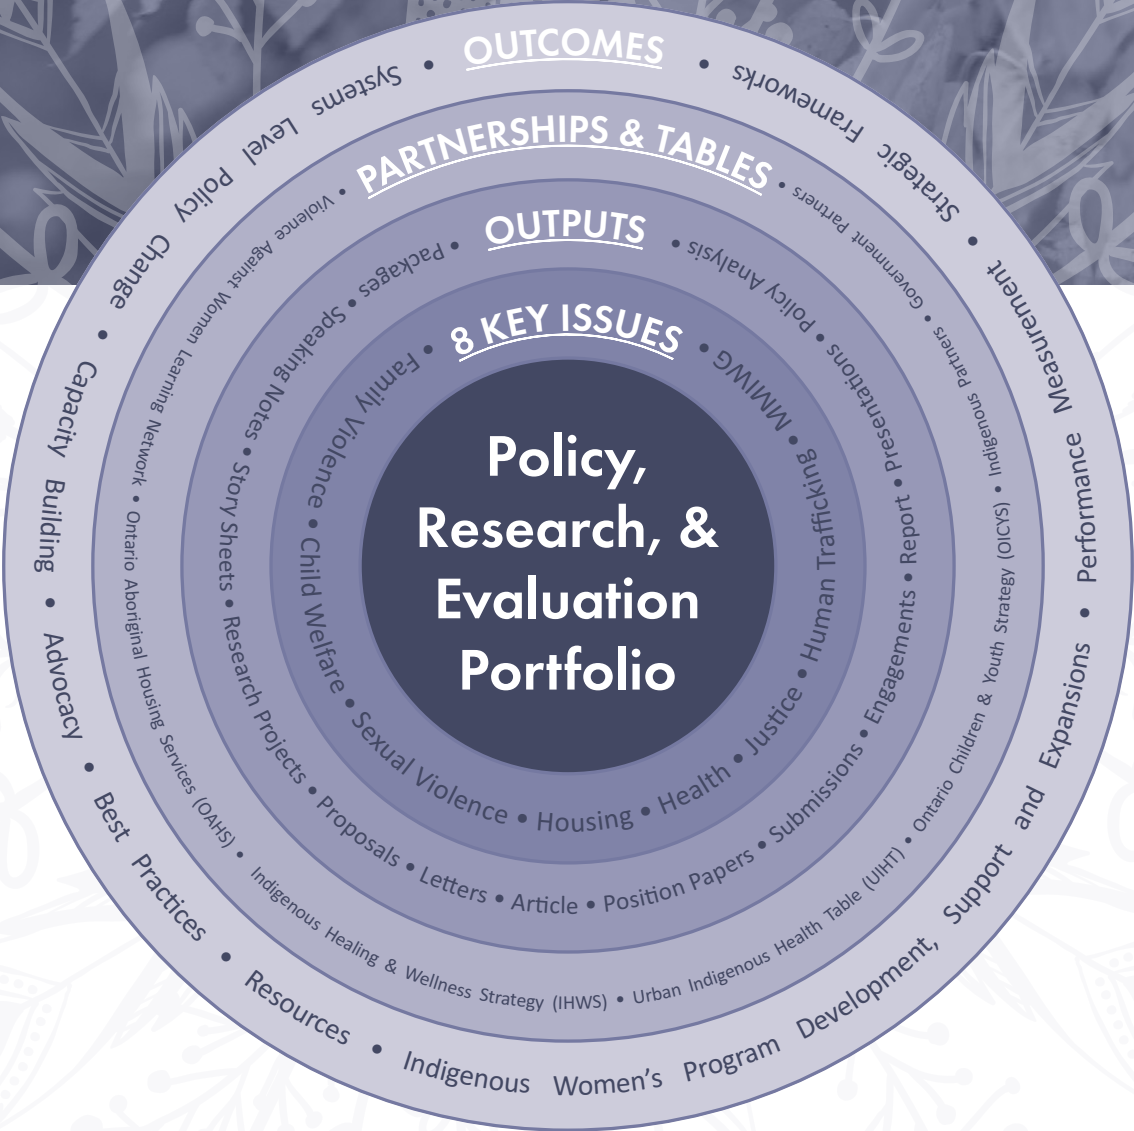 OUTCOMES
• Systems Level Policy Change • Capacity Building • Advocacy • Best Practices • Resources • Indigenous Women's Program Development, Support and Expansions • Performance Measurement • Strategic Frameworks •
PARTNERSHIPS & TABLES
• Violence Against Women Learning Network • Ontario Aboriginal Housing Services (OAHS) • Indigenous Healing & Wellness Strategy (IHWS) • Urban Indigenous Health Table (UIHT) • Ontario Children & Youth Strategy (OICYS) • Indigenous Partners • Government Partners •
OUTPUTS
• Packages • Speaking Notes • Story Sheets • Research Projects • Proposals • Letters • Article • Position Papers • Submissions • Engagements • Report • Presentations • Policy Analysis •
8 KEY ISSUES
• Family Violence • Child Welfare • Sexual Violence • Housing • Health • Justice • Human Trafficking • MMIWG •
Policy,
Research, &
Evaluation
Portfolio